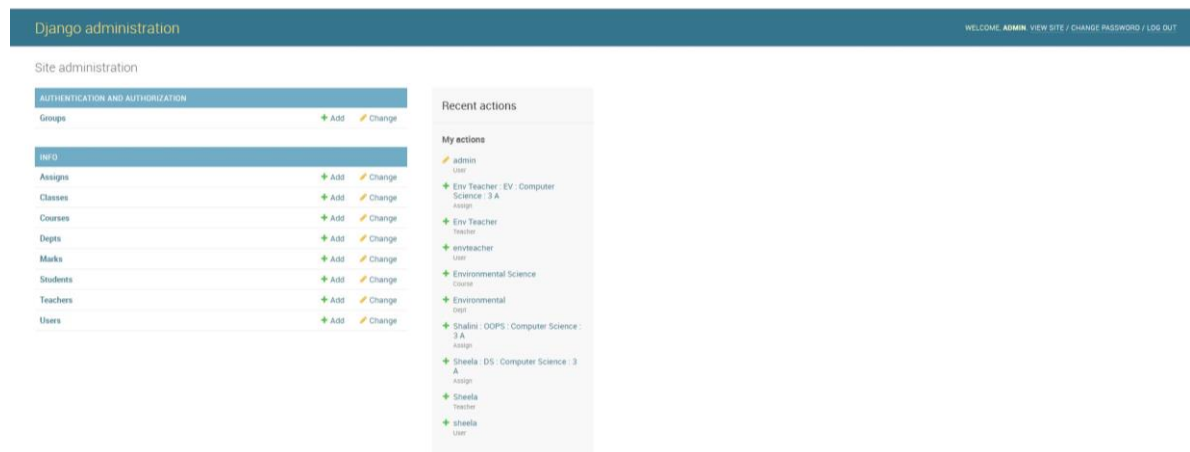 Django administration
WELCOME, ADMIN. VIEW SITE / CHANGE PASSWORD / LOG OUT
Site administration
AUTHENTICATION AND AUTHORIZATION
Groups + Add Change
INFO
Assigns + Add Change
Classes + Add Change
Courses + Add Change
Depts + Add Change
Marks + Add Change
Students + Add Change
Teachers + Add Change
Users + Add Change
Recent actions
My actions
admin
User
+ Env Teacher : EV : Computer
Science : 3 A
Assign
+ Env Teacher
Teacher
+ envteacher
User
+ Environmental Science
Course
+ Environmental
Dept
+ Shalini : OOPS : Computer Science :
3 A
Assign
+ Sheela : DS : Computer Science : 3
A
Assign
+ Sheela
Teacher
+ sheela
User